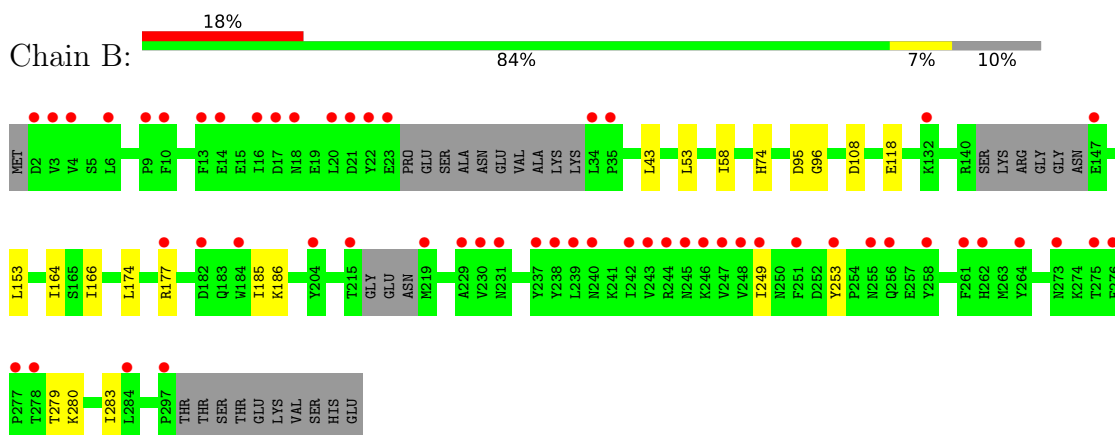 18%
Chain B:
84% 7% 10%
MET D2 V3 V4 S5 L6 P9 F10 F13 E14 E15 I16 D17 N18 E19 L20 D21 Y22 E23 PRO GLU SER ALA ASN GLU VAL ALA LYS LYS L34 P35 L43 L53 I58 H74 D95 G96 D108 E118 K132 R140 SER LYS ARG GLY GLY ASN E147
L153 I164 S165 I166 L174 R177 D182 Q183 W184 I185 K186 Y204 T215 GLY GLU ASN M219 A229 V230 N231 Y237 Y238 L239 N240 K241 I242 V243 R244 N245 K246 V247 V248 I249 N250 F251 D252 Y253 P254 N255 Q256 E257 Y258 F261 H262 M263 Y264 N273 K274 T275
P277 T278 T279 K280 I283 L284 P297 THR THR SER THR GLU LYS VAL SER HIS GLU